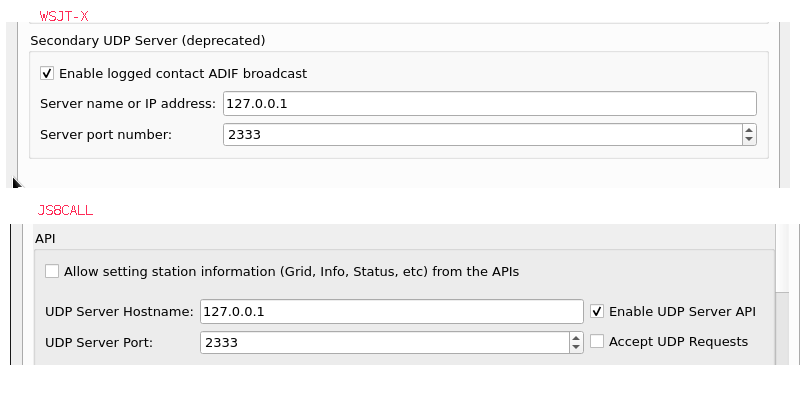 WSJT-X
Secondary UDP Server (deprecated)
Enable logged contact ADIF broadcast
Server name or IP address: 127.0.0.1
Server port number: 2333
JS8CALL
API
Allow setting station information (Grid, Info, Status, etc) from the APIs
UDP Server Hostname: 127.0.0.1 Enable UDP Server API
UDP Server Port: 2333 Accept UDP Requests